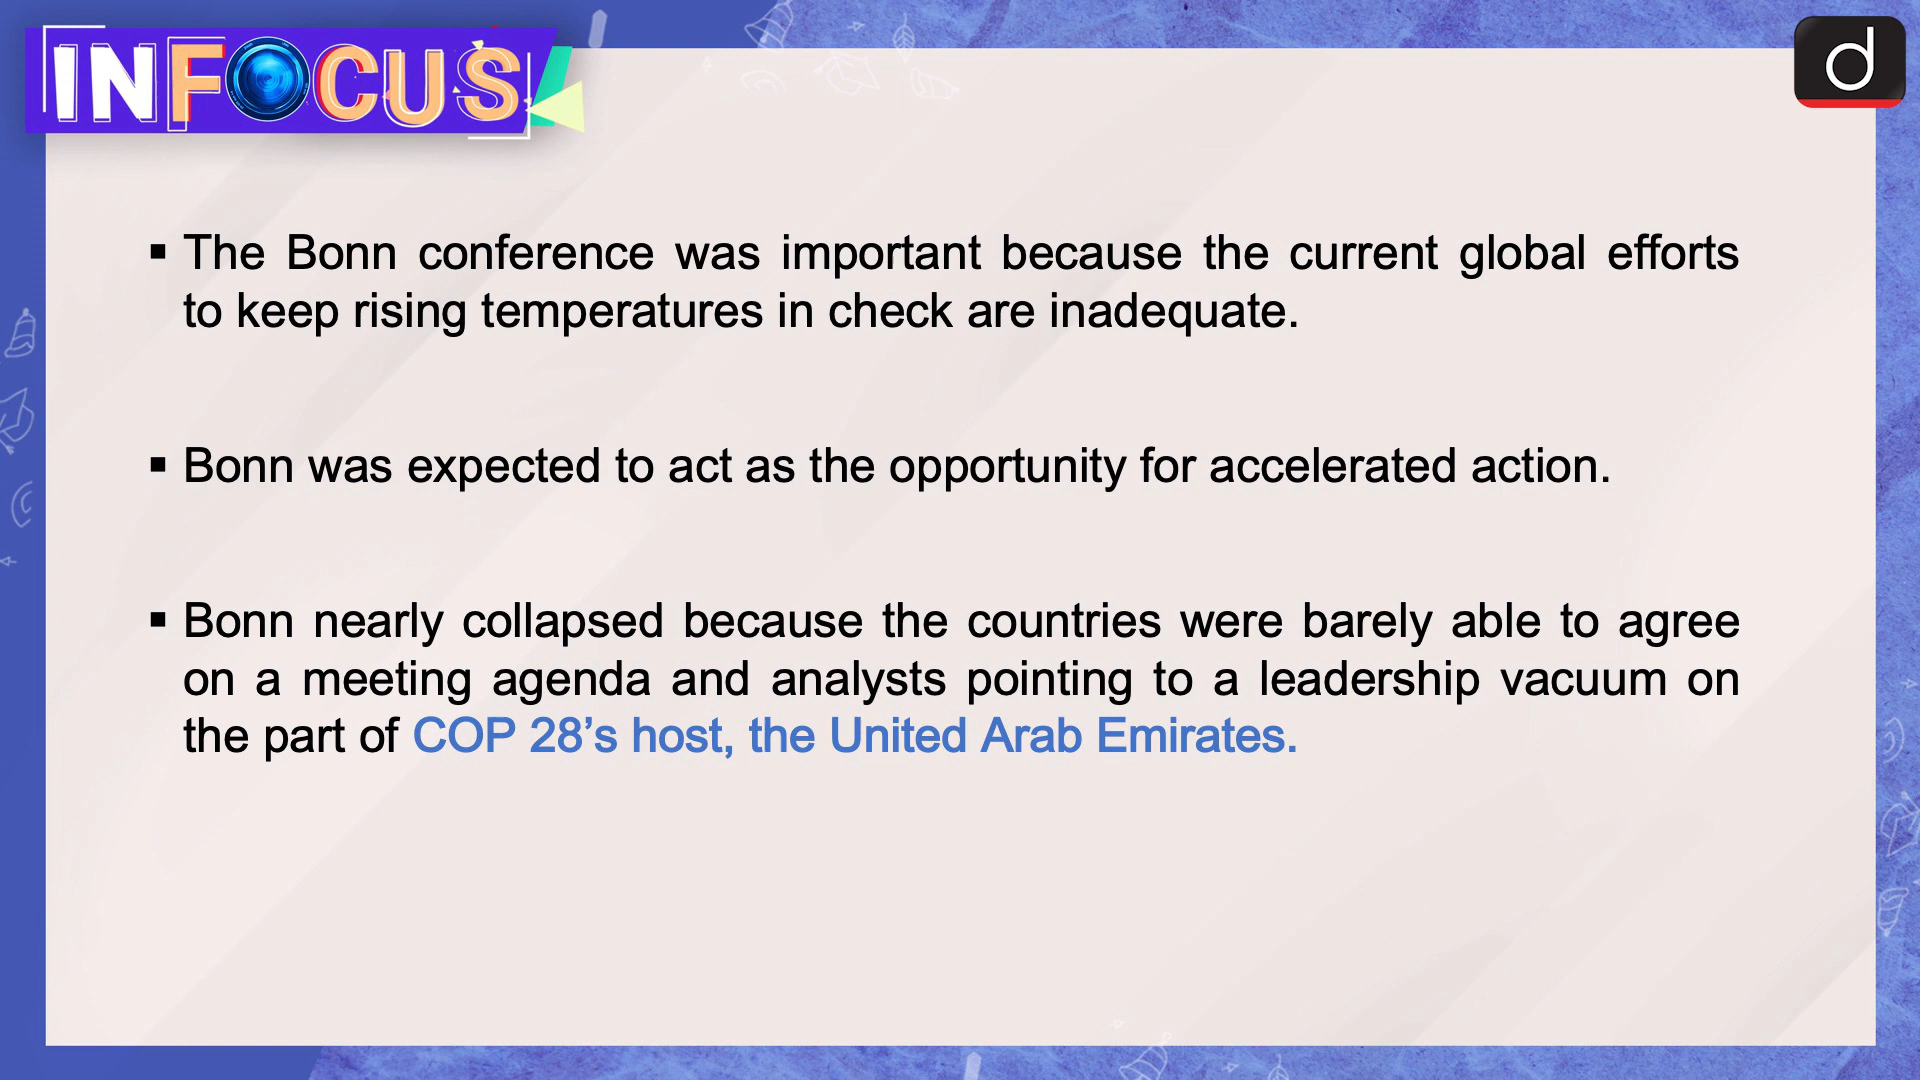 INFOCUS
d
▪ The Bonn conference was important because the current global efforts
to keep rising temperatures in check are inadequate.
▪ Bonn was expected to act as the opportunity for accelerated action.
▪ Bonn nearly collapsed because the countries were barely able to agree
on a meeting agenda and analysts pointing to a leadership vacuum on
the part of COP 28’s host, the United Arab Emirates.